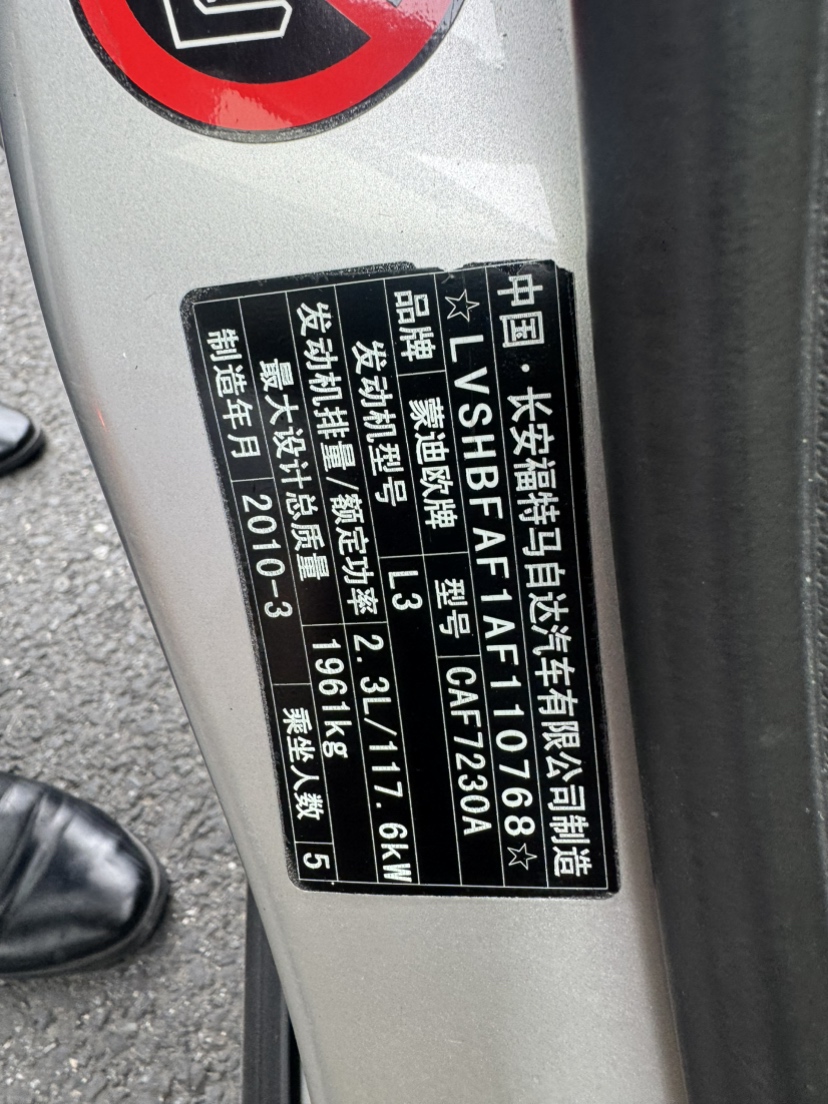 中国·长安福特马自达汽车有限公司制造
☆LVSHBFAF1AF110768☆
品牌 蒙迪欧牌 型号 CAF7230A
发动机型号 L3
发动机排量/额定功率 2.3L/117.6kW
最大设计总质量 1961kg
制造年月 2010-3 乘坐人数 5